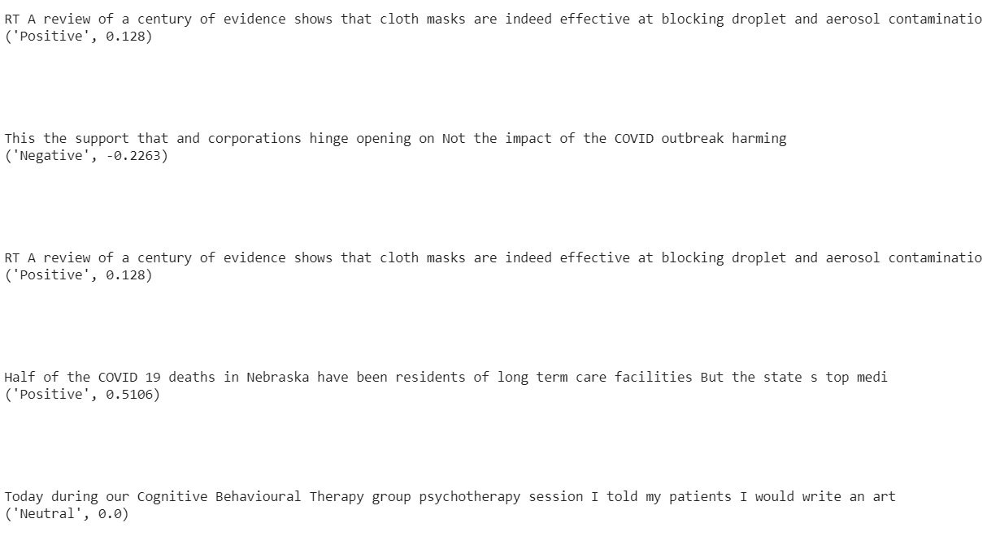 RT A review of a century of evidence shows that cloth masks are indeed effective at blocking droplet and aerosol contaminatio
('Positive', 0.128)
This the support that and corporations hinge opening on Not the impact of the COVID outbreak harming
('Negative', -0.2263)
RT A review of a century of evidence shows that cloth masks are indeed effective at blocking droplet and aerosol contaminatio
('Positive', 0.128)
Half of the COVID 19 deaths in Nebraska have been residents of long term care facilities But the state s top medi
('Positive', 0.5106)
Today during our Cognitive Behavioural Therapy group psychotherapy session I told my patients I would write an art
('Neutral', 0.0)